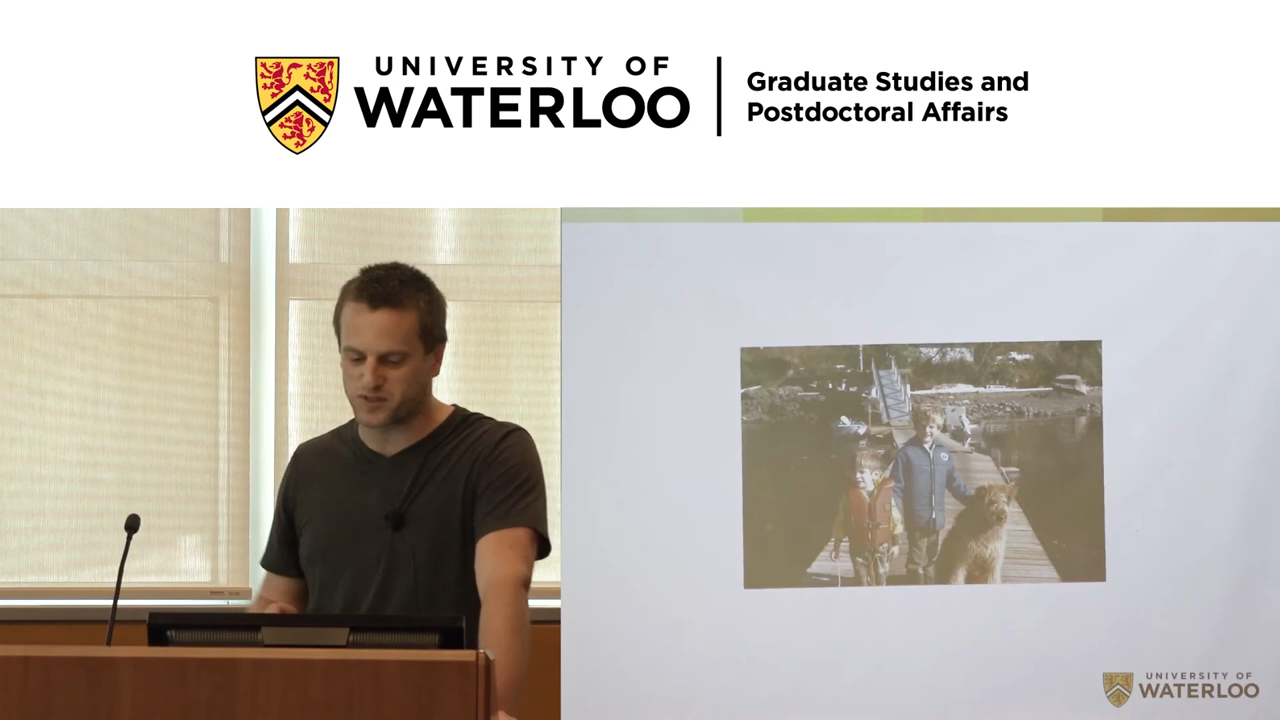 UNIVERSITY OF
WATERLOO
Graduate Studies and
Postdoctoral Affairs
UNIVERSITY OF
WATERLOO